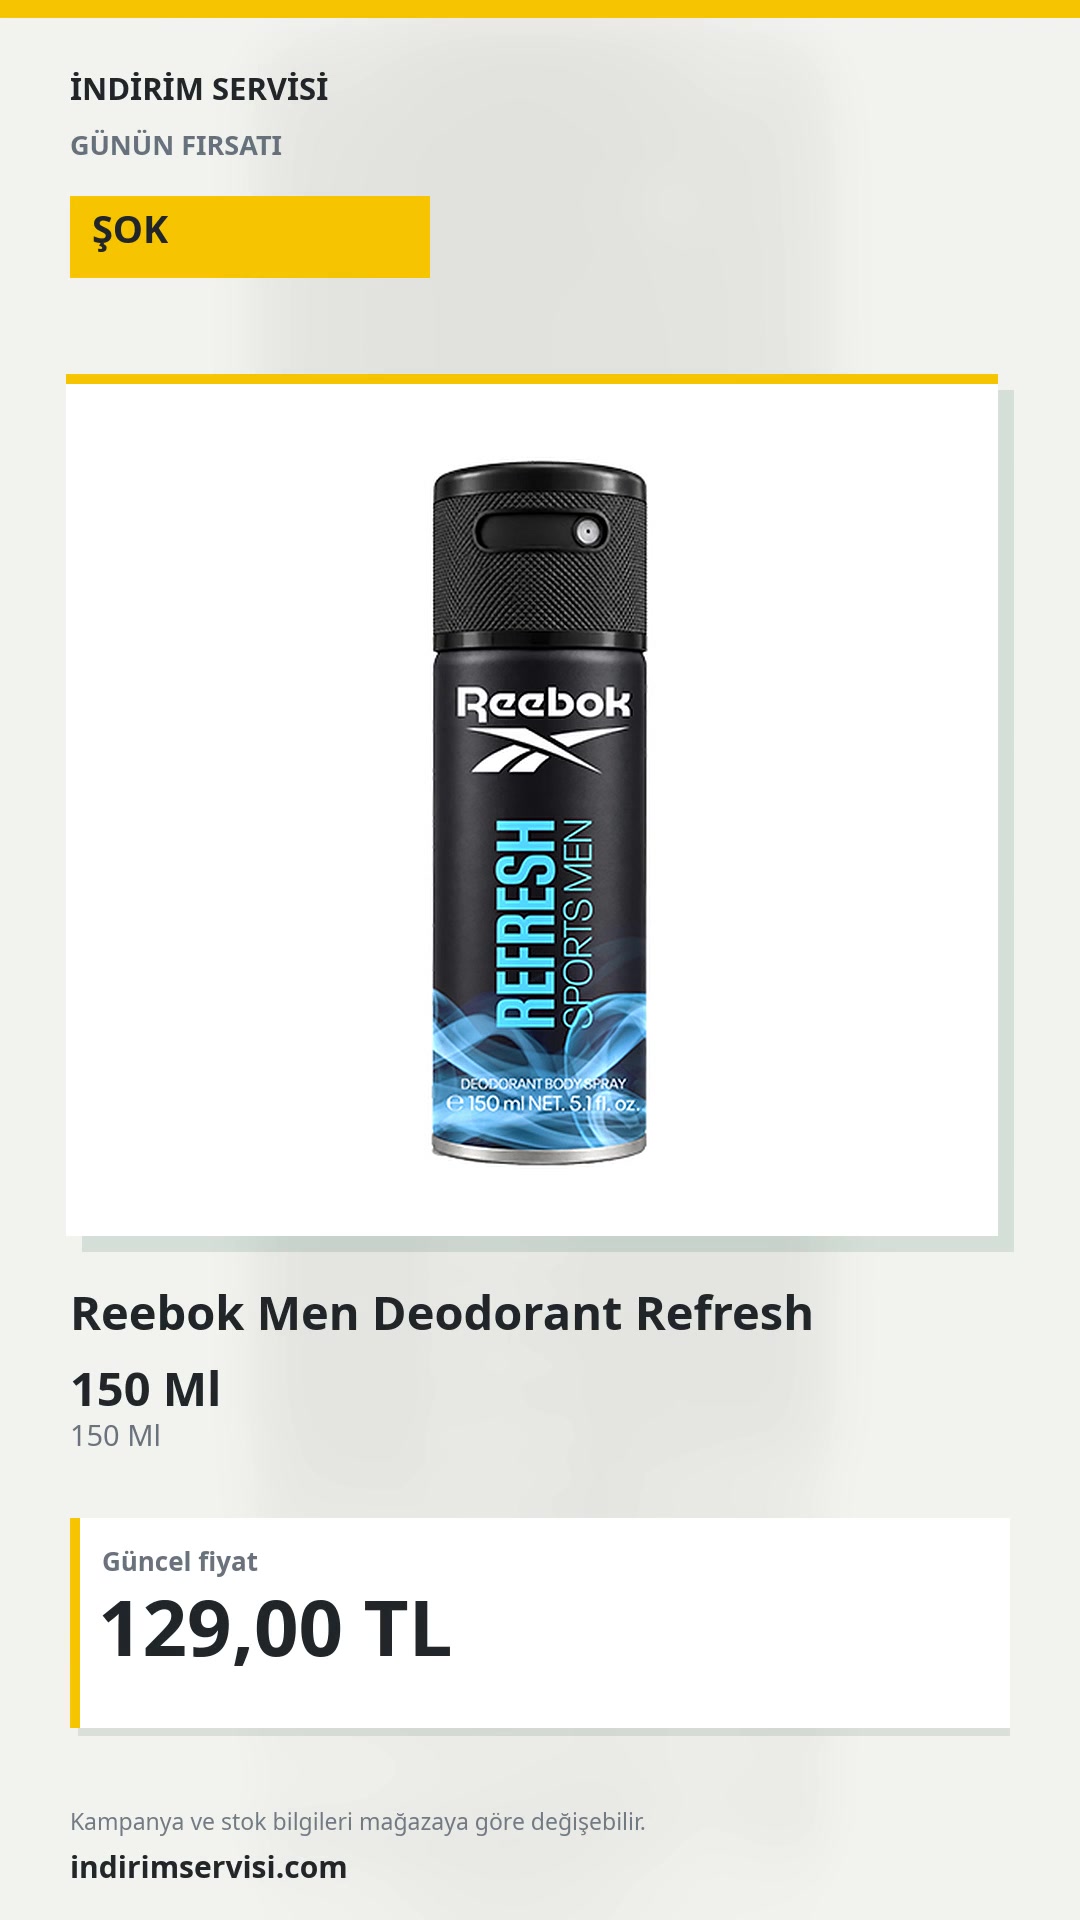 İNDİRİM SERVİSİ
GÜNÜN FIRSATI
ŞOK
Reebok
REFRESH
SPORTS MEN
DEODORANT BODY SPRAY
℮ 150 ml NET. 5.1 fl. oz.
Reebok Men Deodorant Refresh
150 Ml
150 Ml
Güncel fiyat
129,00 TL
Kampanya ve stok bilgileri mağazaya göre değişebilir.
indirimservisi.com